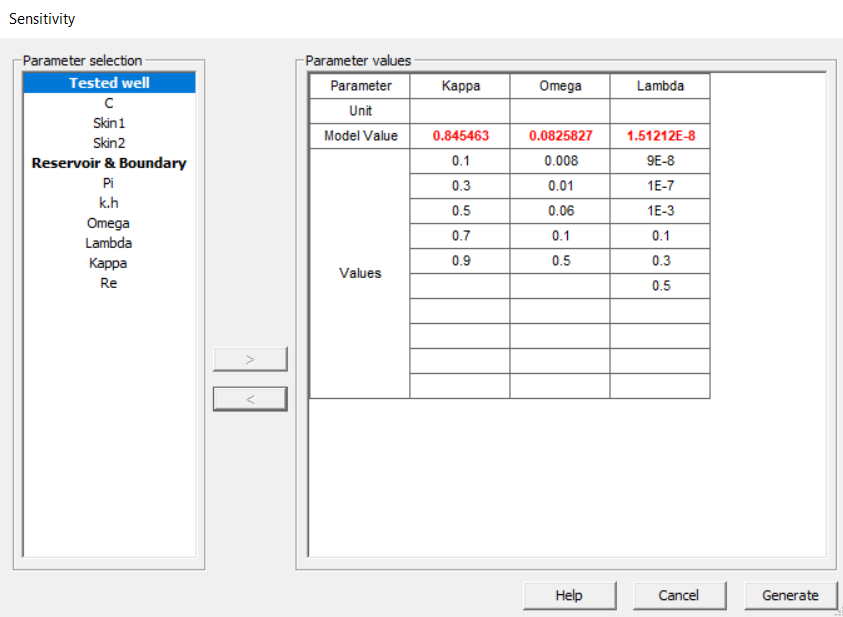 Sensitivity
Parameter selection
Tested well
C
Skin1
Skin2
Reservoir & Boundary
Pi
k.h
Omega
Lambda
Kappa
Re
>
<
Parameter values
Parameter Kappa Omega Lambda
Unit
Model Value 0.845463 0.0825827 1.51212E-8
0.1 0.008 9E-8
0.3 0.01 1E-7
0.5 0.06 1E-3
0.7 0.1 0.1
0.9 0.5 0.3
Values 0.5
Help Cancel Generate